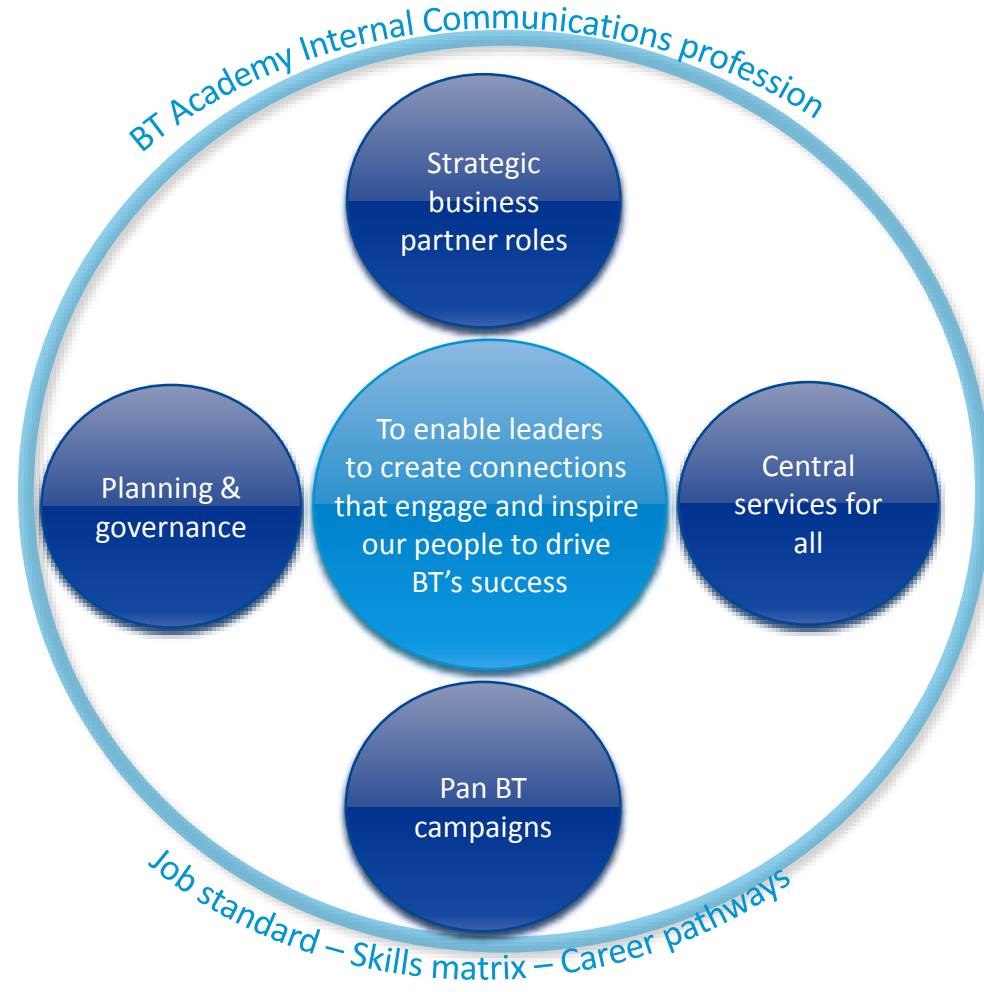 BT Academy Internal Communications profession
Strategic
business
partner roles
Planning &
governance
To enable leaders
to create connections
that engage and inspire
our people to drive
BT’s success
Central
services for
all
Pan BT
campaigns
Job standard – Skills matrix – Career pathways